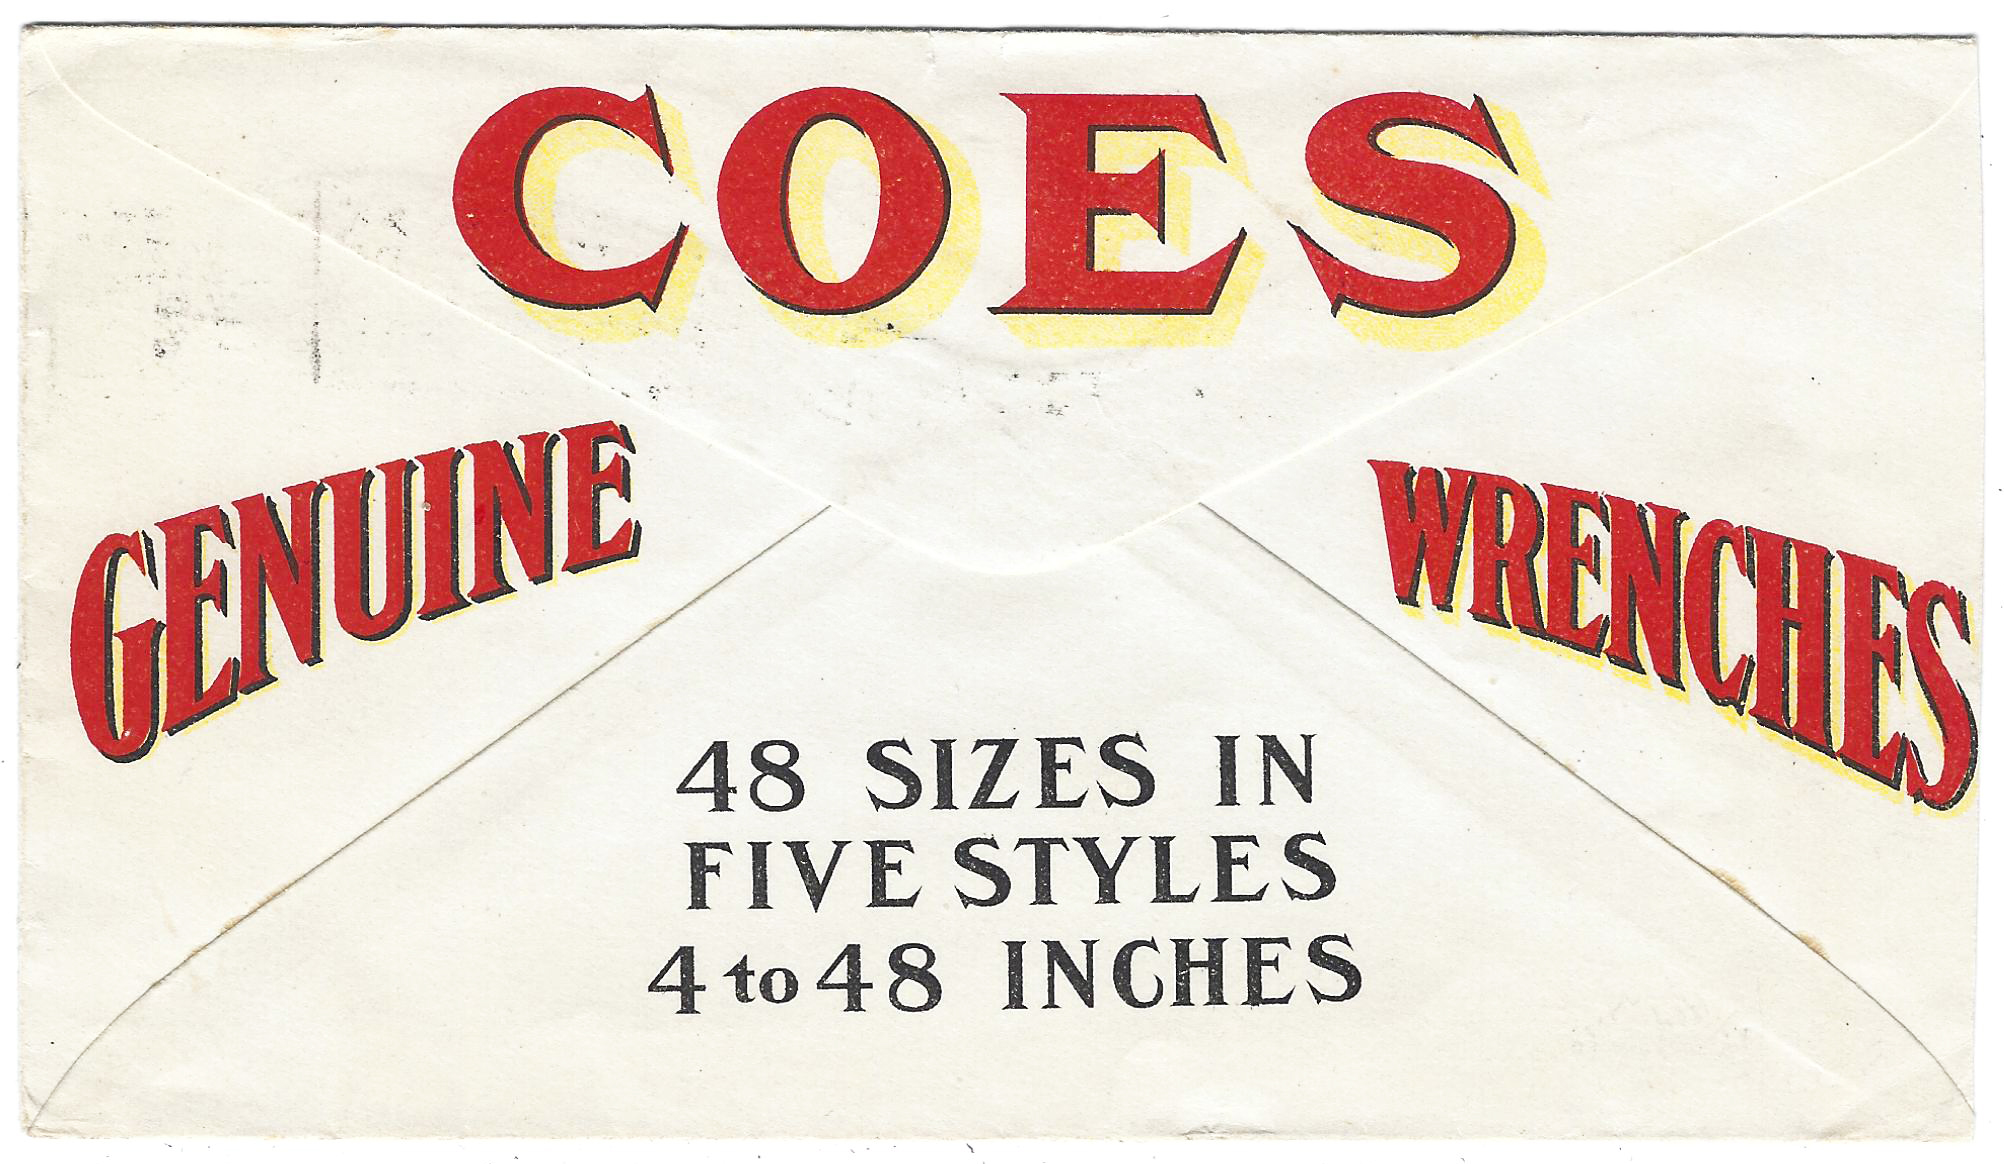 COES
GENUINE
WRENCHES
48 SIZES IN
FIVE STYLES
4 to 48 INCHES